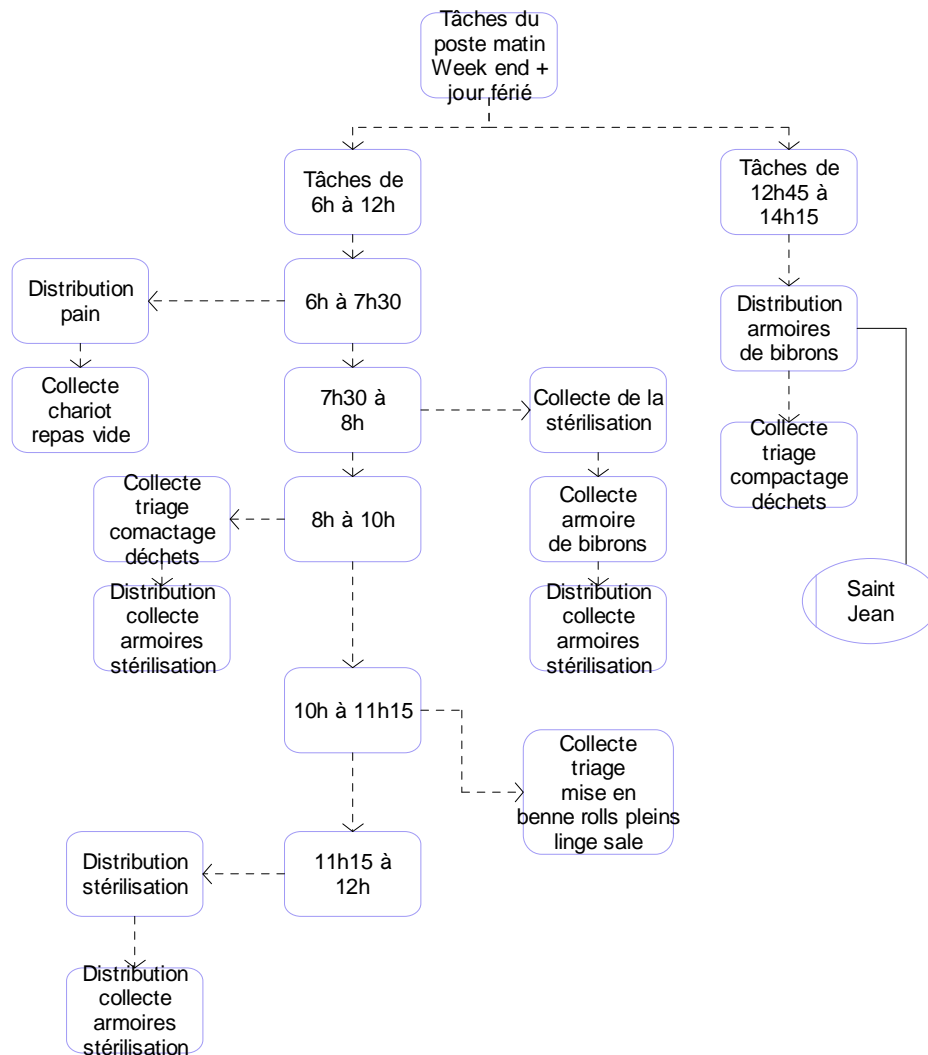 Tâches du
poste matin
Week end +
jour férié
Tâches de
6h à 12h
Tâches de
12h45 à
14h15
Distribution
pain
6h à 7h30
Distribution
armoires
de bibrons
Collecte
chariot
repas vide
7h30 à
8h
Collecte de la
stérilisation
Collecte
triage
compactage
déchets
Collecte
triage
comactage
déchets
8h à 10h
Collecte
armoire
de bibrons
Distribution
collecte
armoires
stérilisation
Distribution
collecte
armoires
stérilisation
Saint
Jean
10h à 11h15
Collecte
triage
mise en
benne rolls pleins
linge sale
Distribution
stérilisation
11h15 à
12h
Distribution
collecte
armoires
stérilisation